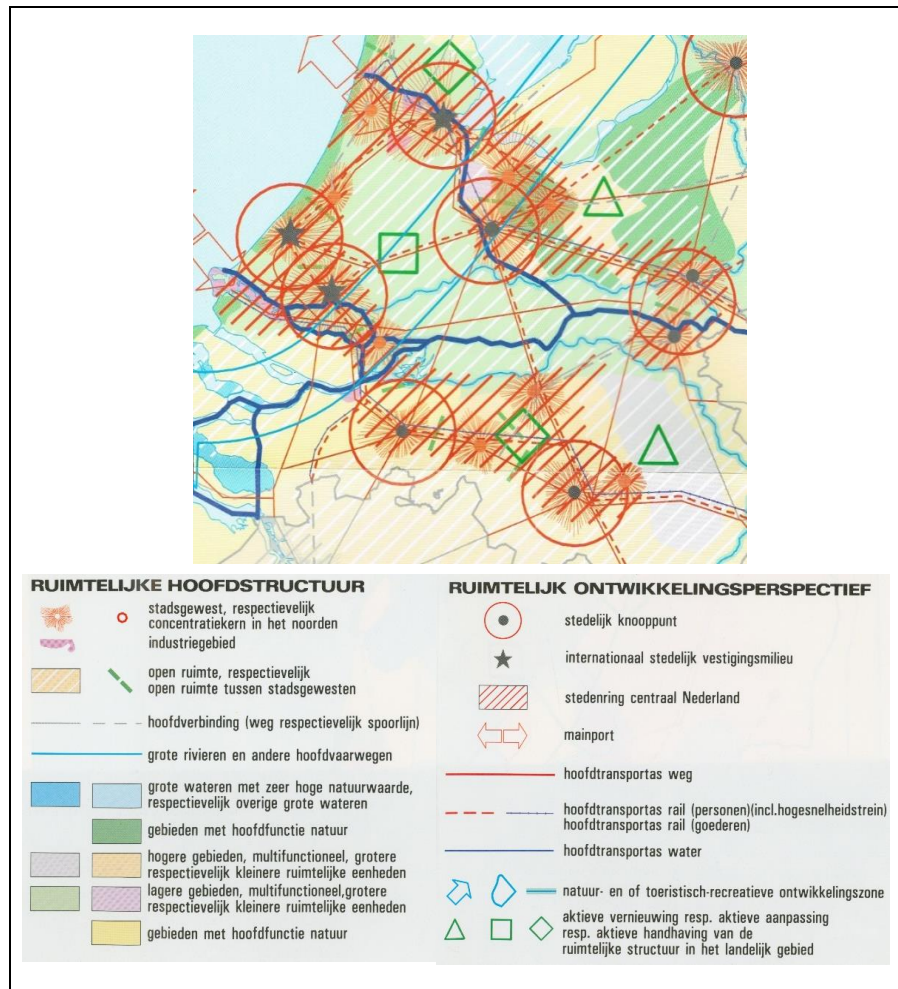 RUIMTELIJKE HOOFDSTRUCTUUR
stadsgewest, respectievelijk
concentratiekern in het noorden
industriegebied
open ruimte, respectievelijk
open ruimte tussen stadsgewesten
hoofdverbinding (weg respectievelijk spoorlijn)
grote rivieren en andere hoofdvaarwegen
grote wateren met zeer hoge natuurwaarde,
respectievelijk overige grote wateren
gebieden met hoofdfunctie natuur
hogere gebieden, multifunctioneel, grotere
respectievelijk kleinere ruimtelijke eenheden
lagere gebieden, multifunctioneel,grotere
respectievelijk kleinere ruimtelijke eenheden
gebieden met hoofdfunctie natuur
RUIMTELIJK ONTWIKKELINGSPERSPECTIEF
stedelijk knooppunt
internationaal stedelijk vestigingsmilieu
stedenring centraal Nederland
mainport
hoofdtransportas weg
hoofdtransportas rail (personen)(incl.hogesnelheidstrein)
hoofdtransportas rail (goederen)
hoofdtransportas water
natuur- en of toeristisch-recreatieve ontwikkelingszone
aktieve vernieuwing resp. aktieve aanpassing
resp. aktieve handhaving van de
ruimtelijke structuur in het landelijk gebied